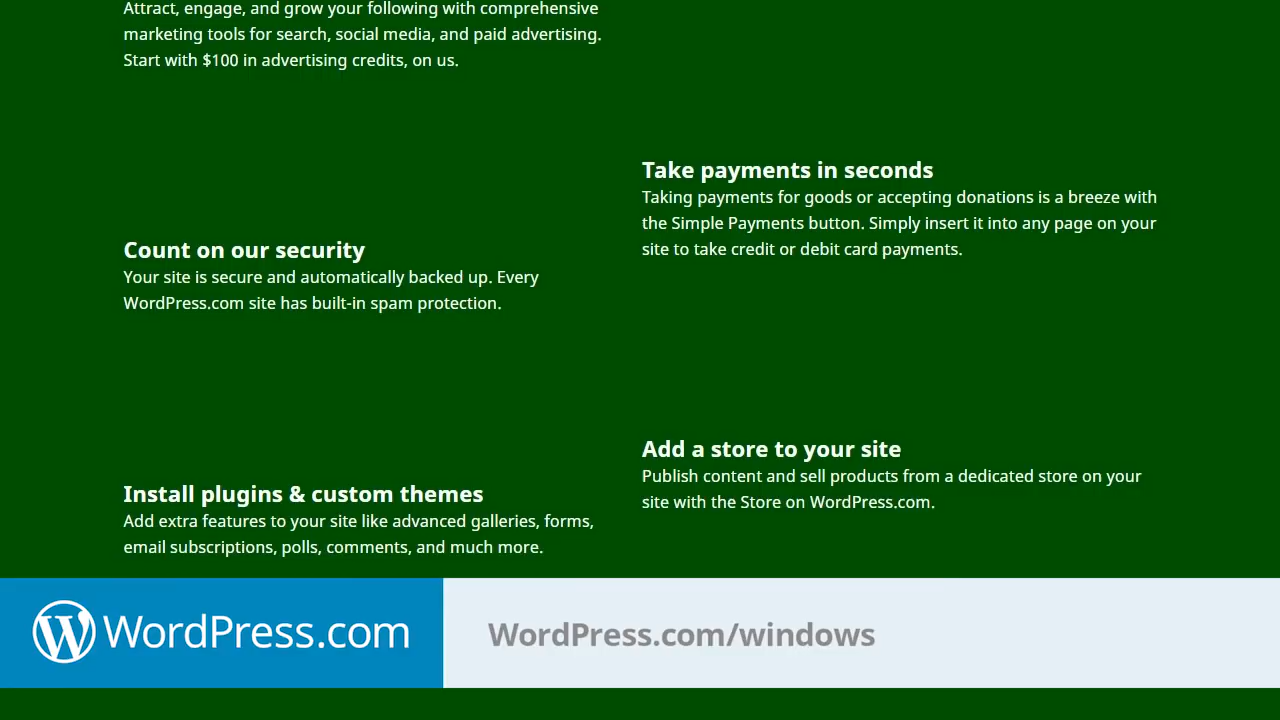 Attract, engage, and grow your following with comprehensive
marketing tools for search, social media, and paid advertising.
Start with $100 in advertising credits, on us.
Take payments in seconds
Taking payments for goods or accepting donations is a breeze with
the Simple Payments button. Simply insert it into any page on your
site to take credit or debit card payments.
Count on our security
Your site is secure and automatically backed up. Every
WordPress.com site has built-in spam protection.
Add a store to your site
Publish content and sell products from a dedicated store on your
site with the Store on WordPress.com.
Install plugins & custom themes
Add extra features to your site like advanced galleries, forms,
email subscriptions, polls, comments, and much more.
WordPress.com
WordPress.com/windows